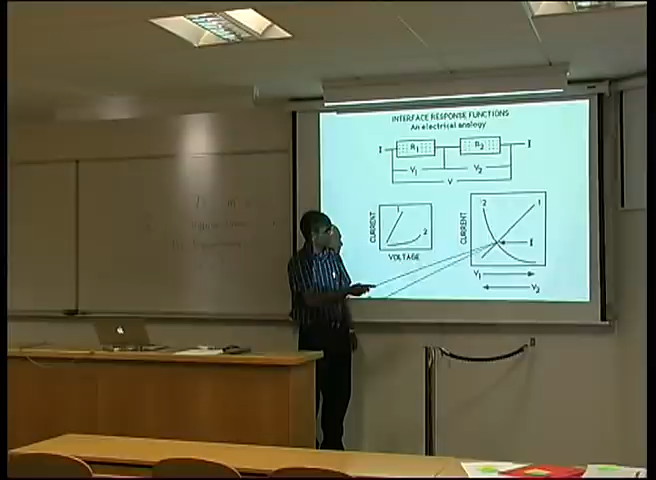 INTERFACE RESPONSE FUNCTIONS
An electrical analogy
I R1 R2 I
V1 V2
V
CURRENT
1
2
VOLTAGE
CURRENT
2 1
I
V1
V2